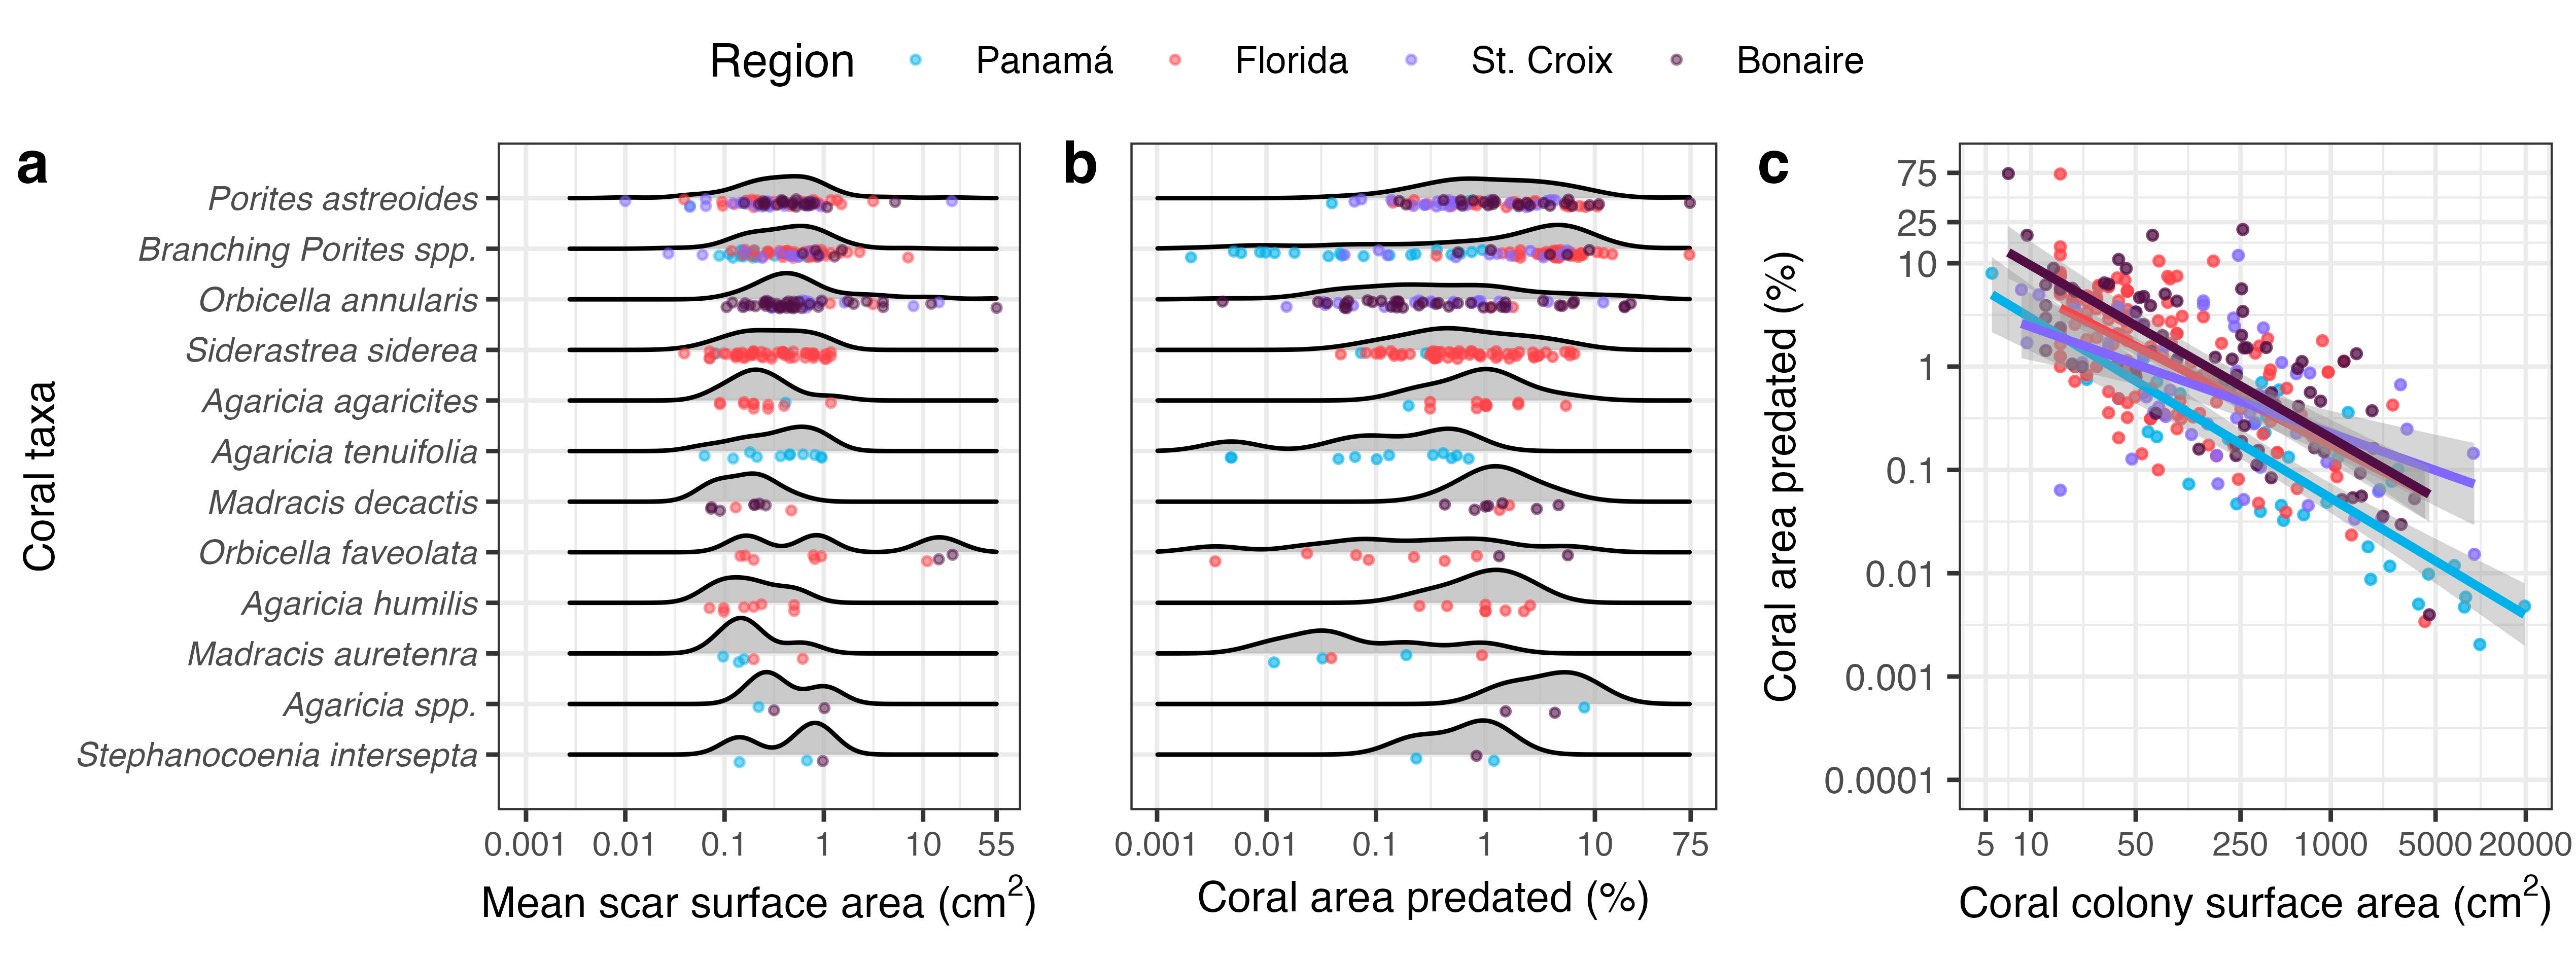 Region Panamá Florida St. Croix Bonaire
a
Coral taxa
Porites astreoides
Branching Porites spp.
Orbicella annularis
Siderastrea siderea
Agaricia agaricites
Agaricia tenuifolia
Madracis decactis
Orbicella faveolata
Agaricia humilis
Madracis auretenra
Agaricia spp.
Stephanocoenia intersepta
0.001 0.01 0.1 1 10 55
Mean scar surface area (cm²)
b
0.001 0.01 0.1 1 10 75
Coral area predated (%)
c
Coral area predated (%)
75
25
10
1
0.1
0.01
0.001
0.0001
5 10 50 250 1000 5000 20000
Coral colony surface area (cm²)